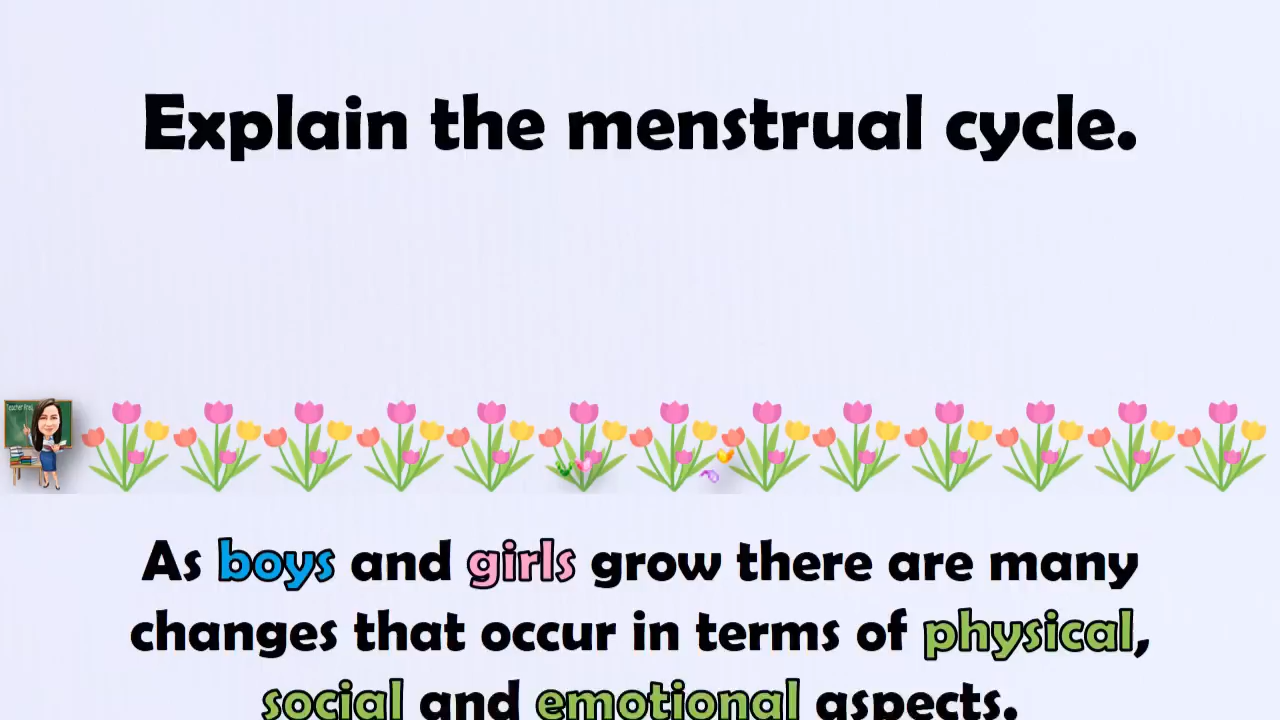 Explain the menstrual cycle.
As boys and girls grow there are many
changes that occur in terms of physical,
social and emotional aspects.